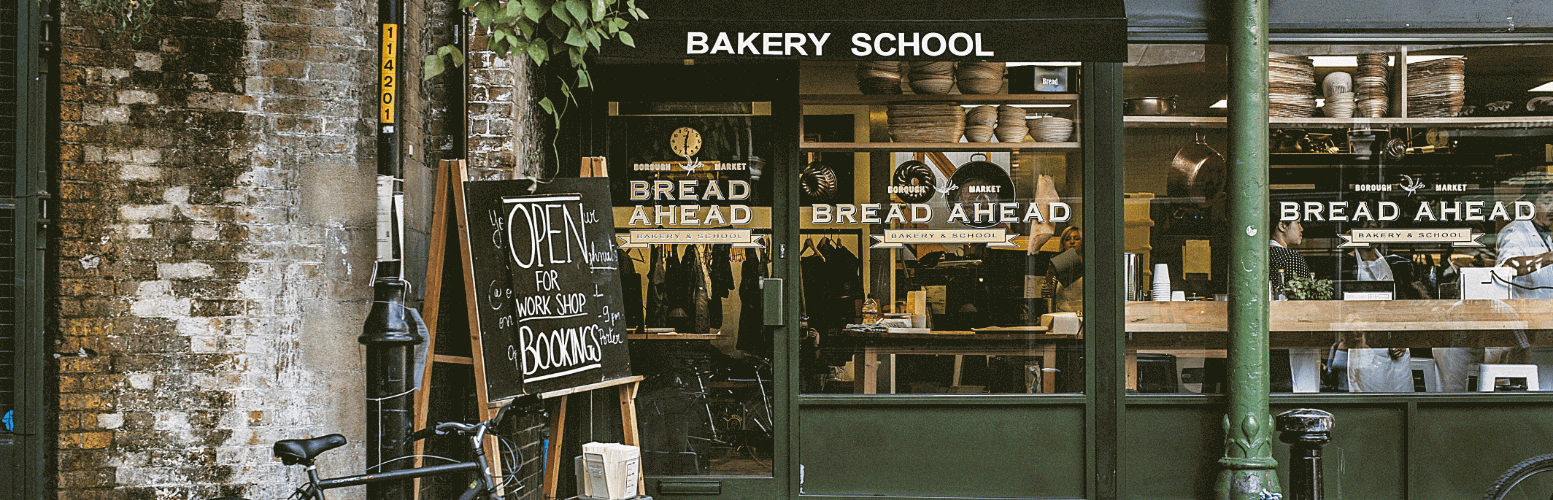 BAKERY SCHOOL
114201
Bread
BOROUGH MARKET
BREAD
AHEAD
BAKERY & SCHOOL
BOROUGH MARKET
BREAD AHEAD
BAKERY & SCHOOL
BOROUGH MARKET
BREAD AHEAD
BAKERY & SCHOOL
OPEN
FOR
WORK SHOP
BOOKINGS